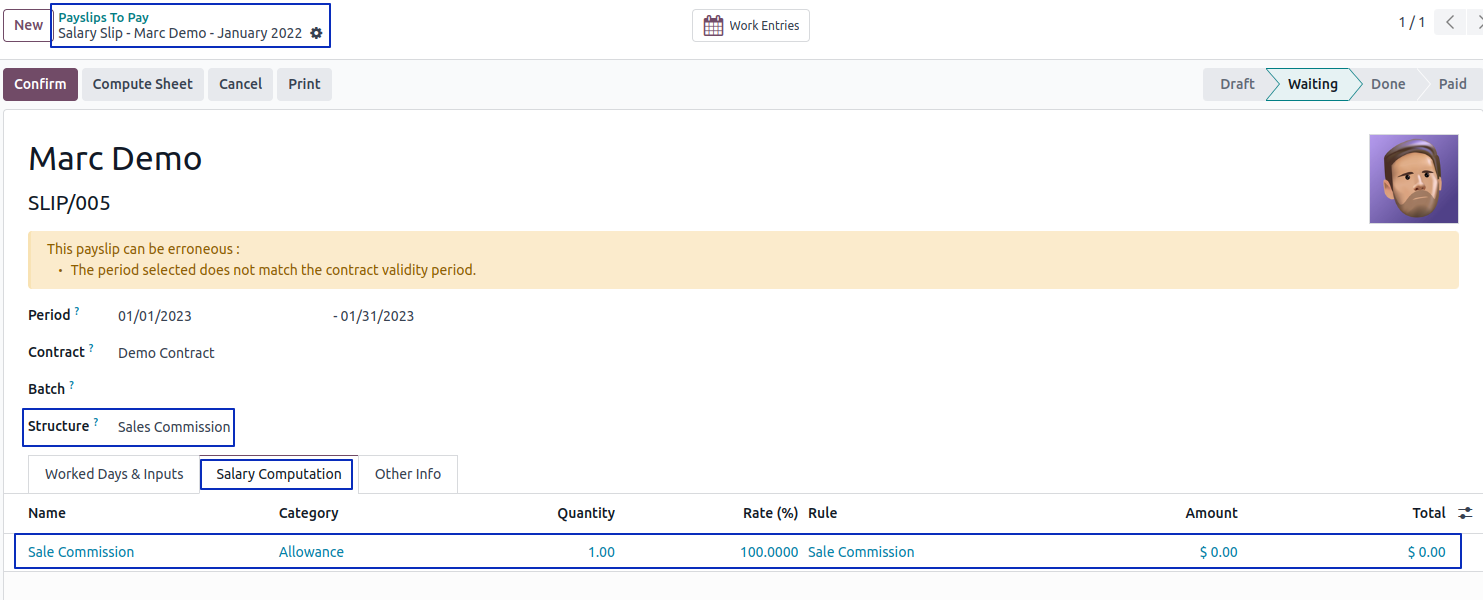 New
Payslips To Pay
Salary Slip - Marc Demo - January 2022
Work Entries
1 / 1
Confirm Compute Sheet Cancel Print
Draft Waiting Done Paid
Marc Demo
SLIP/005
This payslip can be erroneous :
• The period selected does not match the contract validity period.
Period ? 01/01/2023 - 01/31/2023
Contract ? Demo Contract
Batch ?
Structure ? Sales Commission
Worked Days & Inputs Salary Computation Other Info
Name Category Quantity Rate (%) Rule Amount Total
Sale Commission Allowance 1.00 100.0000 Sale Commission $ 0.00 $ 0.00